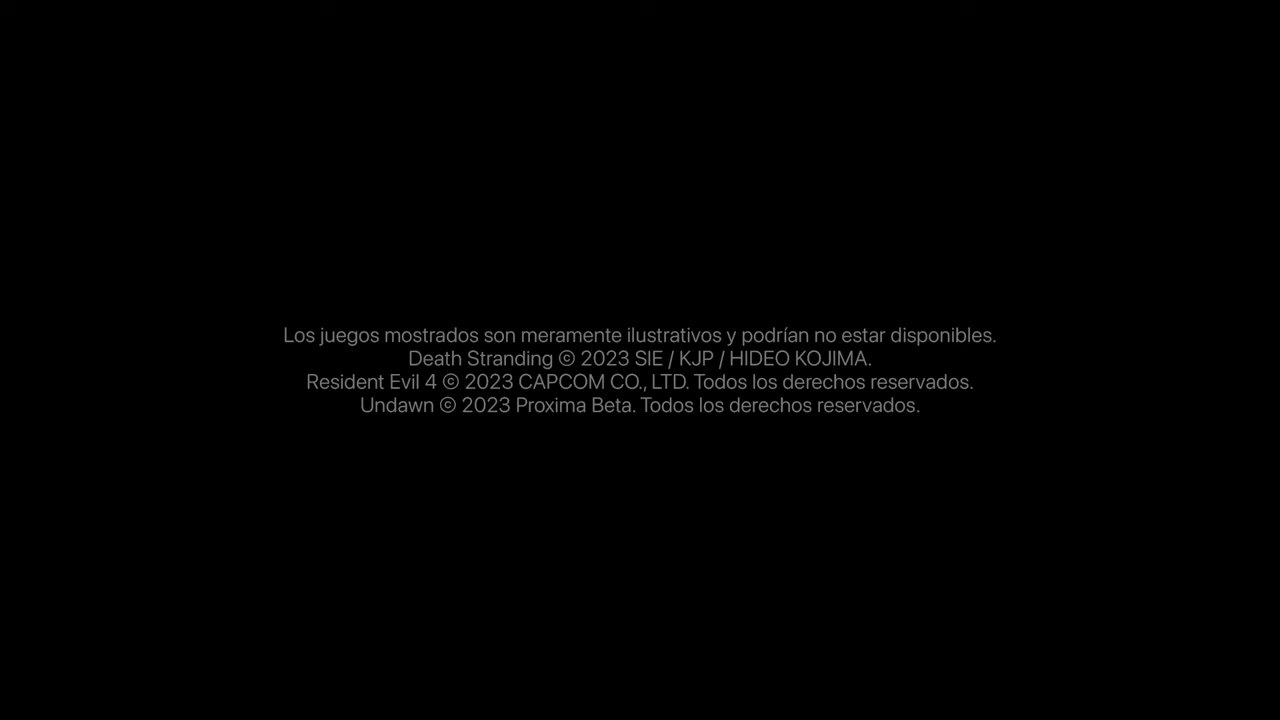 Los juegos mostrados son meramente ilustrativos y podrían no estar disponibles.
Death Stranding © 2023 SIE / KJP / HIDEO KOJIMA.
Resident Evil 4 © 2023 CAPCOM CO., LTD. Todos los derechos reservados.
Undawn © 2023 Proxima Beta. Todos los derechos reservados.